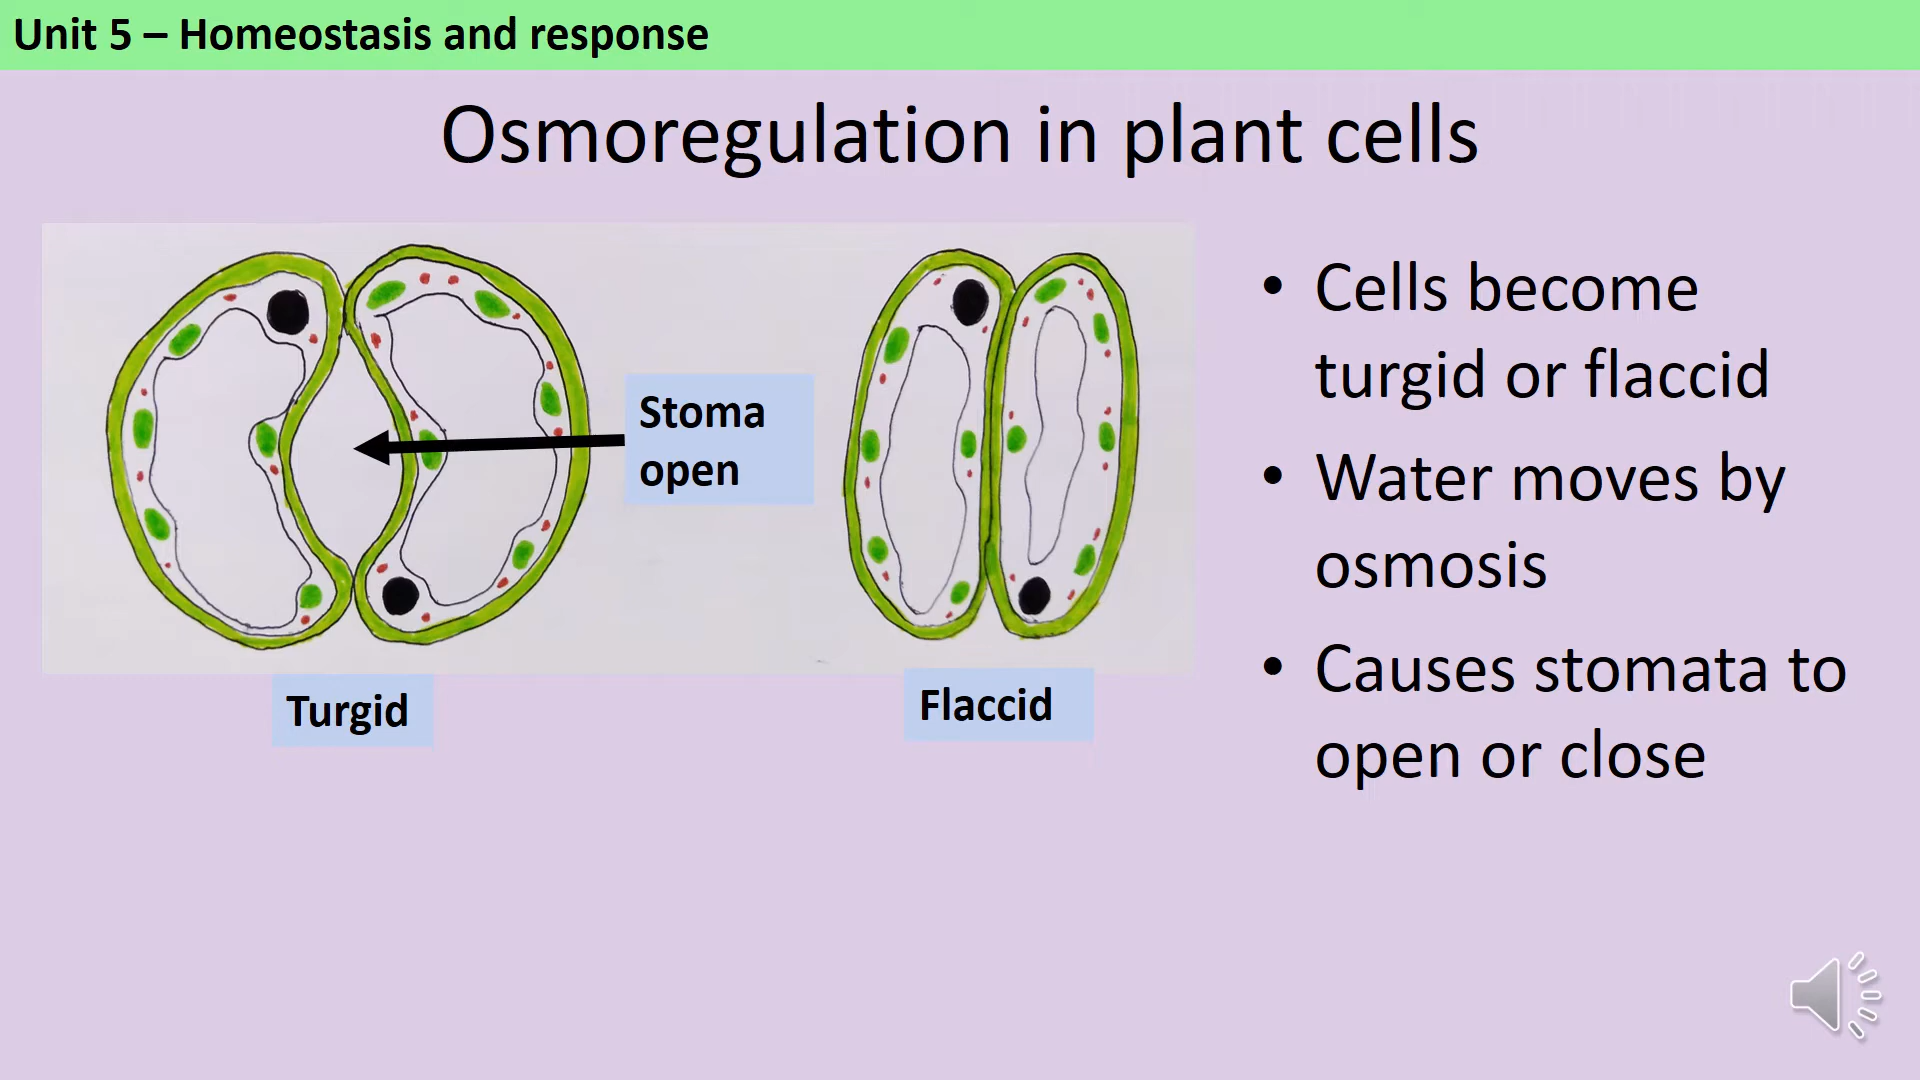 Unit 5 – Homeostasis and response
Osmoregulation in plant cells
Stoma
open
Turgid
Flaccid
• Cells become
turgid or flaccid
• Water moves by
osmosis
• Causes stomata to
open or close